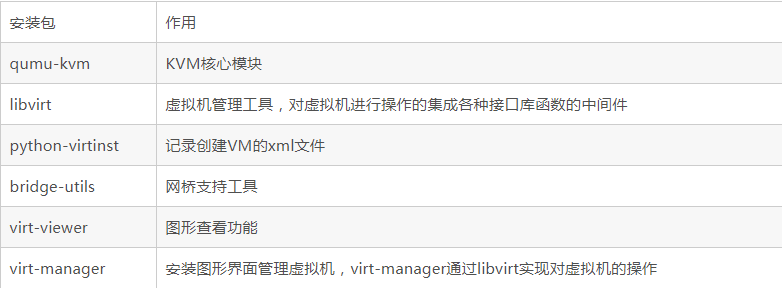 安装包 作用
qumu-kvm KVM核心模块
libvirt 虚拟机管理工具，对虚拟机进行操作的集成各种接口库函数的中间件
python-virtinst 记录创建VM的xml文件
bridge-utils 网桥支持工具
virt-viewer 图形查看功能
virt-manager 安装图形界面管理虚拟机，virt-manager通过libvirt实现对虚拟机的操作